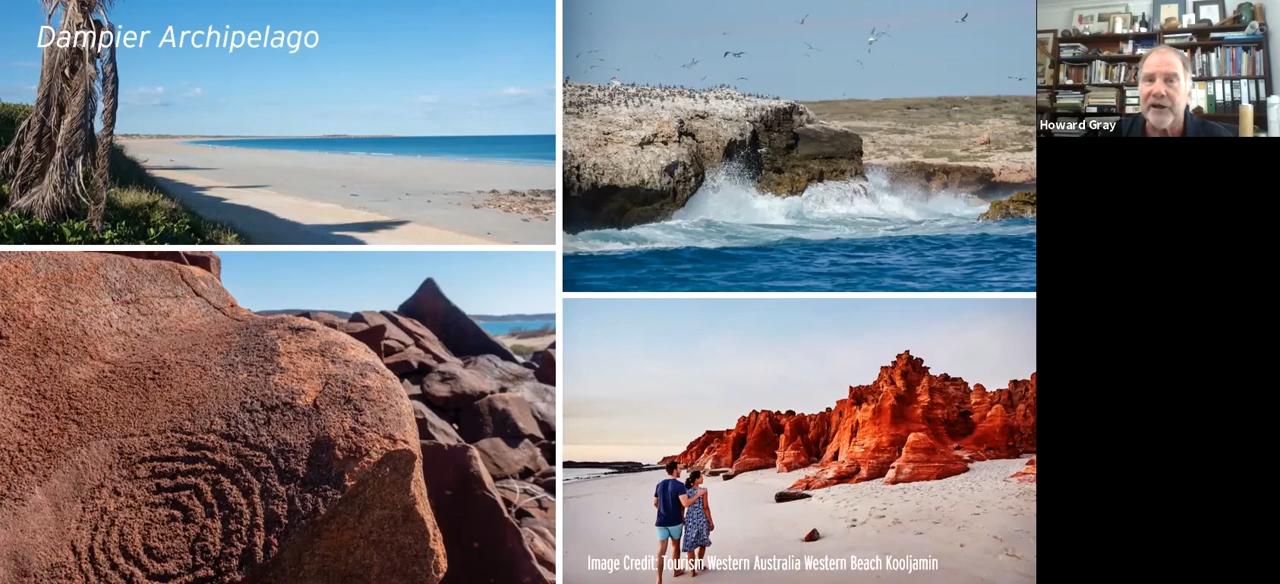 Dampier Archipelago
Howard Gray
Image Credit: Tourism Western Australia Western Beach Kooljamin